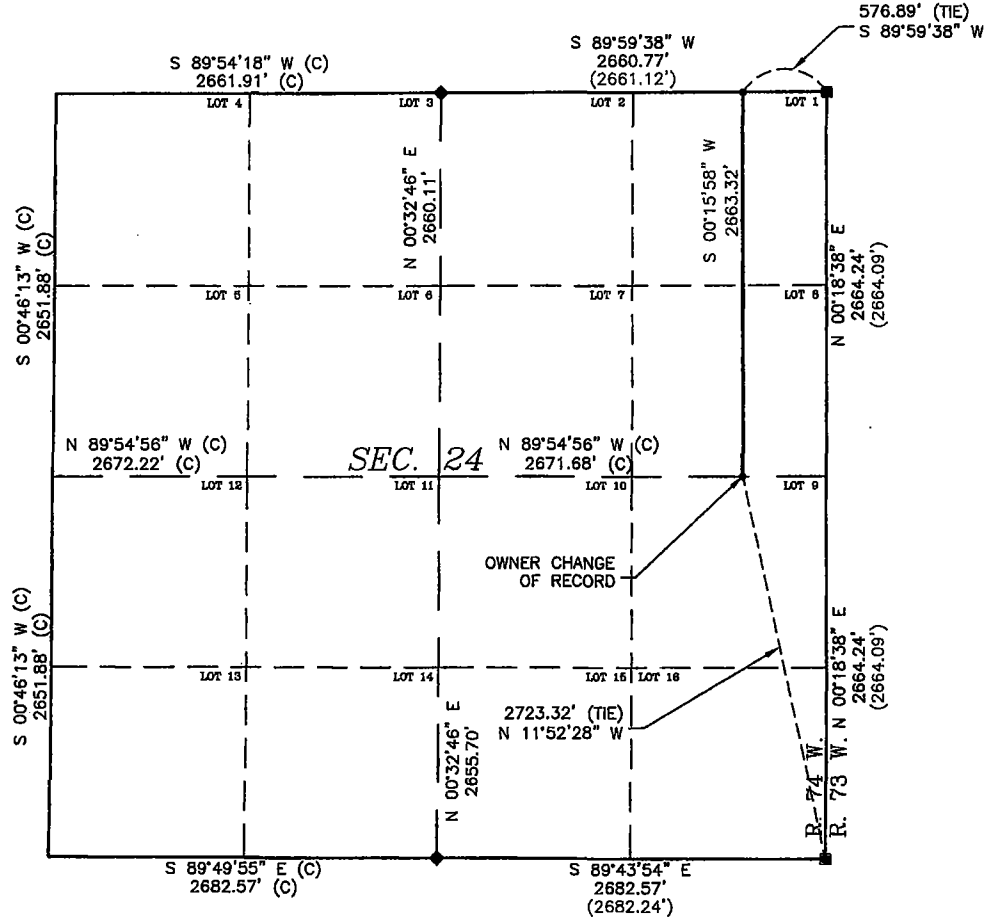 576.89' (TIE)
S 89°59'38" W
S 89°54'18" W (C)
2661.91' (C)
S 89°59'38" W
2660.77'
(2661.12')
LOT 4
LOT 3
LOT 2
LOT 1
S 00°46'13" W (C)
2651.88' (C)
N 00°32'46" E
2660.11'
S 00°15'58" W
2663.32'
N 00°18'38" E
2664.24'
(2664.09')
LOT 5
LOT 6
LOT 7
LOT 8
N 89°54'56" W (C)
2672.22' (C)
SEC. 24
N 89°54'56" W (C)
2671.68' (C)
LOT 12
LOT 11
LOT 10
LOT 9
OWNER CHANGE
OF RECORD
S 00°46'13" W (C)
2651.88' (C)
N 00°18'38" E
2664.24'
(2664.09')
LOT 13
LOT 14
LOT 15
LOT 16
2723.32' (TIE)
N 11°52'28" W
N 00°32'46" E
2655.70'
R. 74 W.
R. 73 W.
S 89°49'55" E (C)
2682.57' (C)
S 89°43'54" E
2682.57'
(2682.24')